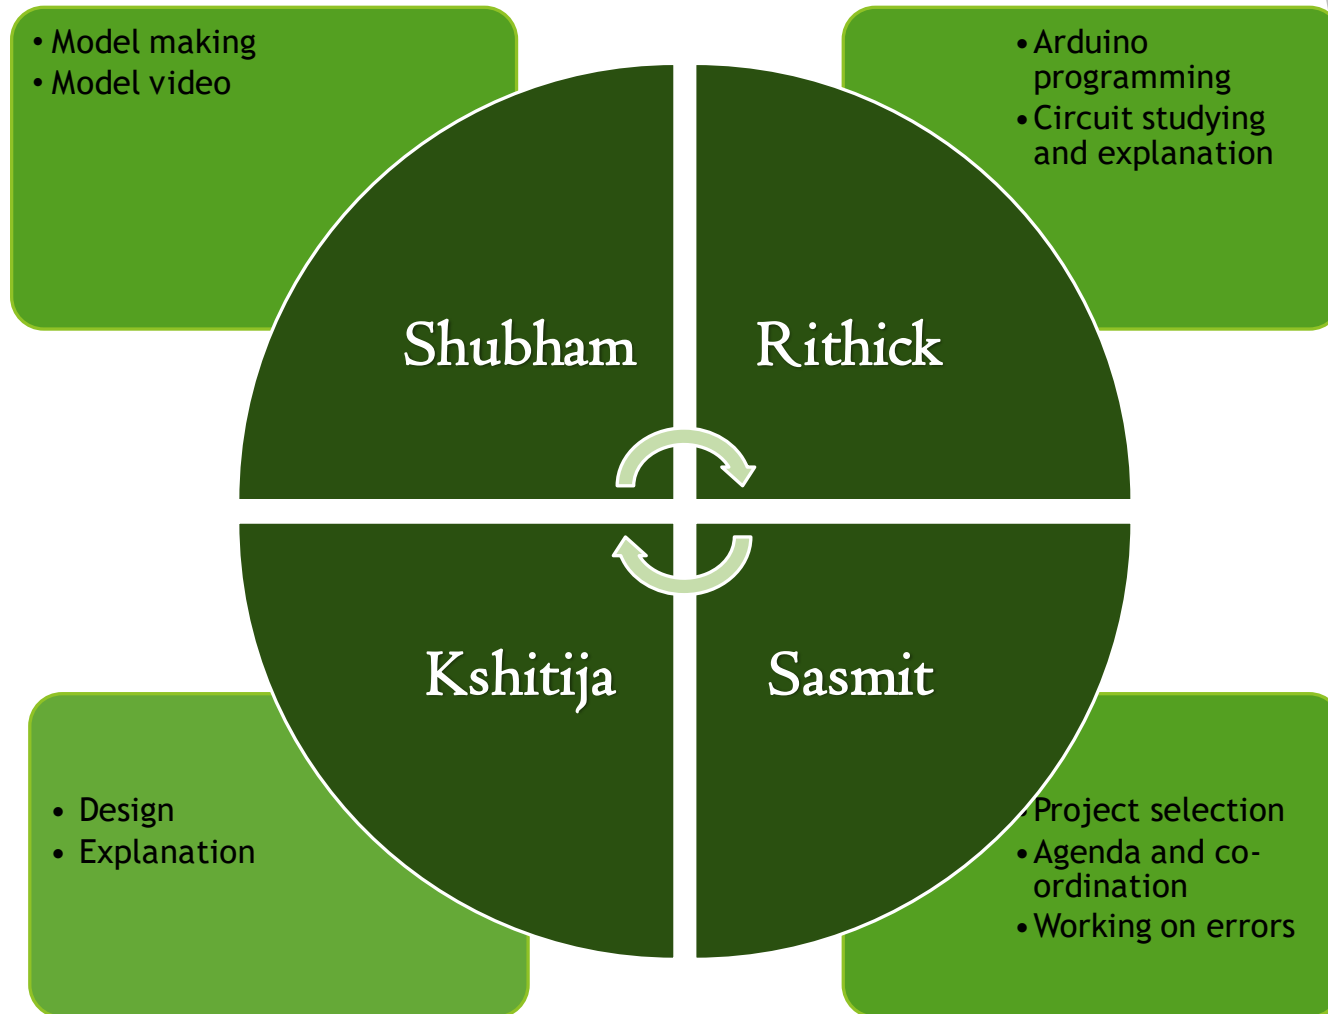 • Model making
• Model video
• Arduino
programming
• Circuit studying
and explanation
Shubham
Rithick
Kshitija
Sasmit
• Design
• Explanation
• Project selection
• Agenda and co-
ordination
• Working on errors